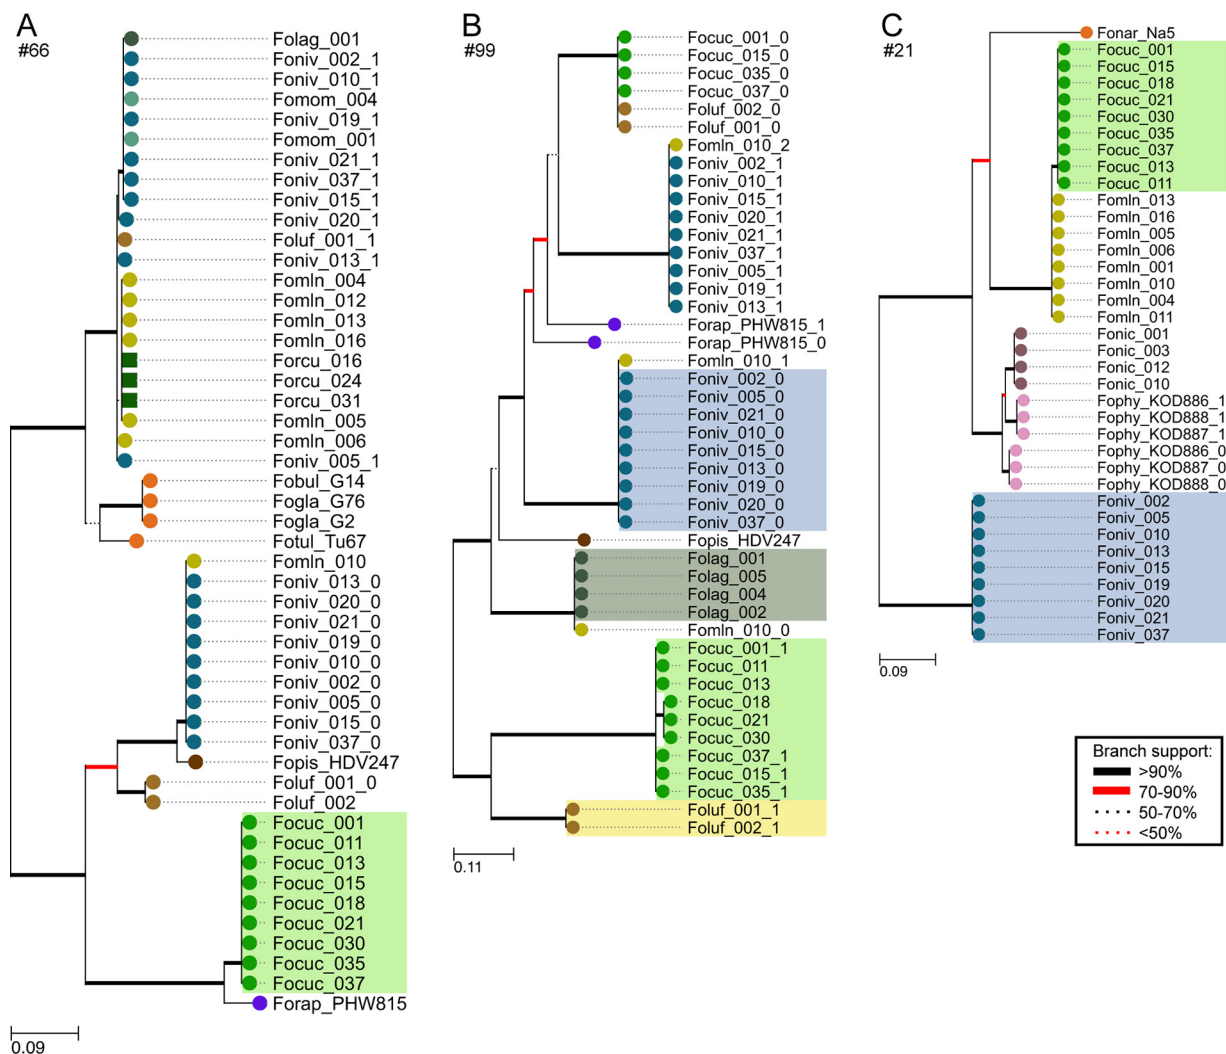 A
#66
Folag_001
Foniv_002_1
Foniv_010_1
Fomom_004
Foniv_019_1
Fomom_001
Foniv_021_1
Foniv_037_1
Foniv_015_1
Foniv_020_1
Foluf_001_1
Foniv_013_1
Fomln_004
Fomln_012
Fomln_013
Fomln_016
Forcu_016
Forcu_024
Forcu_031
Fomln_005
Fomln_006
Foniv_005_1
Fobul_G14
Fogla_G76
Fogla_G2
Fotul_Tu67
Fomln_010
Foniv_013_0
Foniv_020_0
Foniv_021_0
Foniv_019_0
Foniv_010_0
Foniv_002_0
Foniv_005_0
Foniv_015_0
Foniv_037_0
Fopis_HDV247
Foluf_001_0
Foluf_002
Focuc_001
Focuc_011
Focuc_013
Focuc_015
Focuc_018
Focuc_021
Focuc_030
Focuc_035
Focuc_037
Forap_PHW815
0.09
B
#99
Focuc_001_0
Focuc_015_0
Focuc_035_0
Focuc_037_0
Foluf_002_0
Foluf_001_0
Fomln_010_2
Foniv_002_1
Foniv_010_1
Foniv_015_1
Foniv_020_1
Foniv_021_1
Foniv_037_1
Foniv_005_1
Foniv_019_1
Foniv_013_1
Forap_PHW815_1
Forap_PHW815_0
Fomln_010_1
Foniv_002_0
Foniv_005_0
Foniv_021_0
Foniv_010_0
Foniv_015_0
Foniv_013_0
Foniv_019_0
Foniv_020_0
Foniv_037_0
Fopis_HDV247
Folag_001
Folag_005
Folag_004
Folag_002
Fomln_010_0
Focuc_001_1
Focuc_011
Focuc_013
Focuc_018
Focuc_021
Focuc_030
Focuc_037_1
Focuc_015_1
Focuc_035_1
Foluf_001_1
Foluf_002_1
0.11
C
#21
Fonar_Na5
Focuc_001
Focuc_015
Focuc_018
Focuc_021
Focuc_030
Focuc_035
Focuc_037
Focuc_013
Focuc_011
Fomln_013
Fomln_016
Fomln_005
Fomln_006
Fomln_001
Fomln_010
Fomln_004
Fomln_011
Fonic_001
Fonic_003
Fonic_012
Fonic_010
Fophy_KOD886_1
Fophy_KOD888_1
Fophy_KOD887_1
Fophy_KOD886_0
Fophy_KOD887_0
Fophy_KOD888_0
Foniv_002
Foniv_005
Foniv_010
Foniv_013
Foniv_015
Foniv_019
Foniv_020
Foniv_021
Foniv_037
0.09
Branch support:
>90%
70-90%
50-70%
<50%